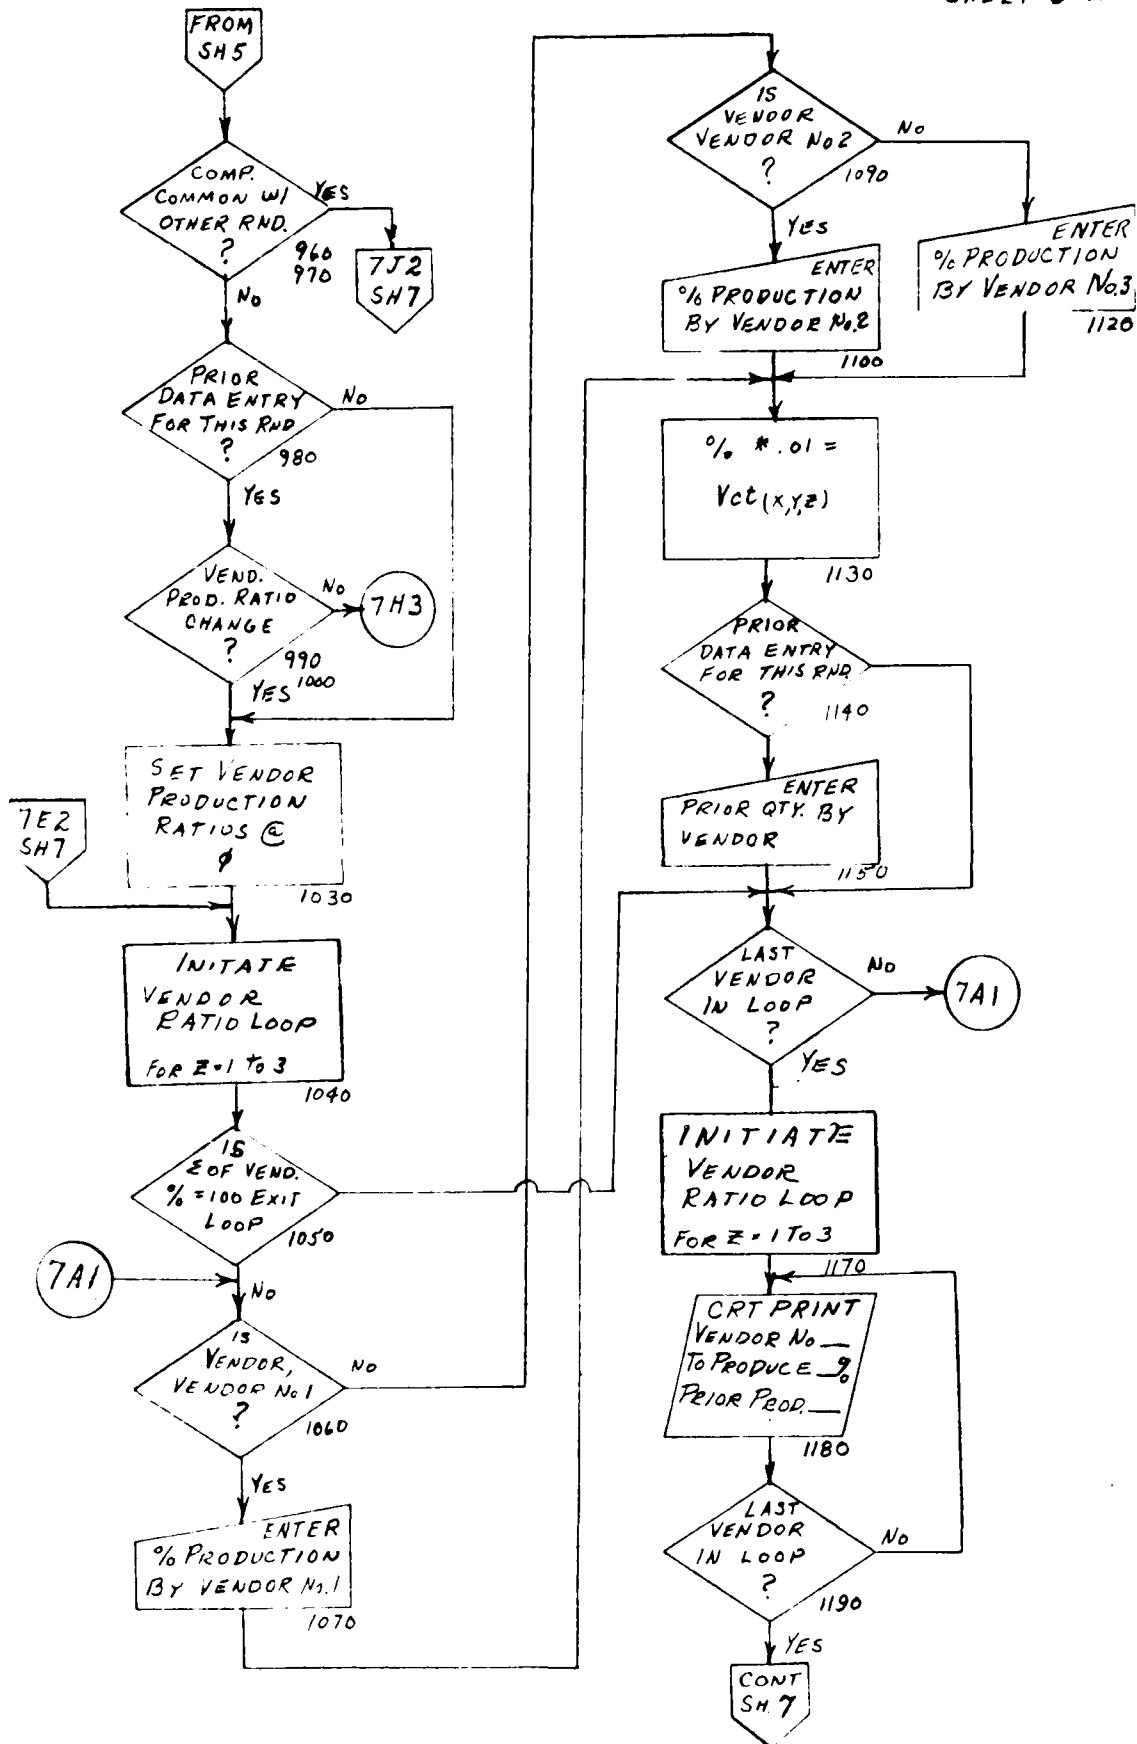 FROM
SH5
COMP.
COMMON W/
OTHER RND.
?
YES
960
970
7J2
SH7
NO
PRIOR
DATA ENTRY
FOR THIS RND
?
NO
980
YES
VEND.
PROD. RATIO
CHANGE
?
NO
7H3
990
1000
YES
SET VENDOR
PRODUCTION
RATIOS @
φ
1030
7E2
SH7
INITATE
VENDOR
RATIO LOOP
FOR Z=1 TO 3
1040
IS
Σ OF VEND.
% =100 EXIT
LOOP
1050
7A1
NO
IS
VENDOR,
VENDOR No1
?
NO
1060
YES
ENTER
% PRODUCTION
BY VENDOR No.1
1070
IS
VENDOR
VENDOR No2
?
NO
1090
YES
ENTER
% PRODUCTION
BY VENDOR No.2
1100
ENTER
% PRODUCTION
BY VENDOR No.3
1120
% * .01 =
Vct (X,Y,Z)
1130
PRIOR
DATA ENTRY
FOR THIS RND
?
1140
ENTER
PRIOR QTY. BY
VENDOR
1150
LAST
VENDOR
IN LOOP
?
NO
7A1
YES
INITIATE
VENDOR
RATIO LOOP
FOR Z=1 TO 3
1170
CRT PRINT
VENDOR No __
TO PRODUCE __%
PRIOR PROD. __
1180
LAST
VENDOR
IN LOOP
?
NO
1190
YES
CONT
SH. 7